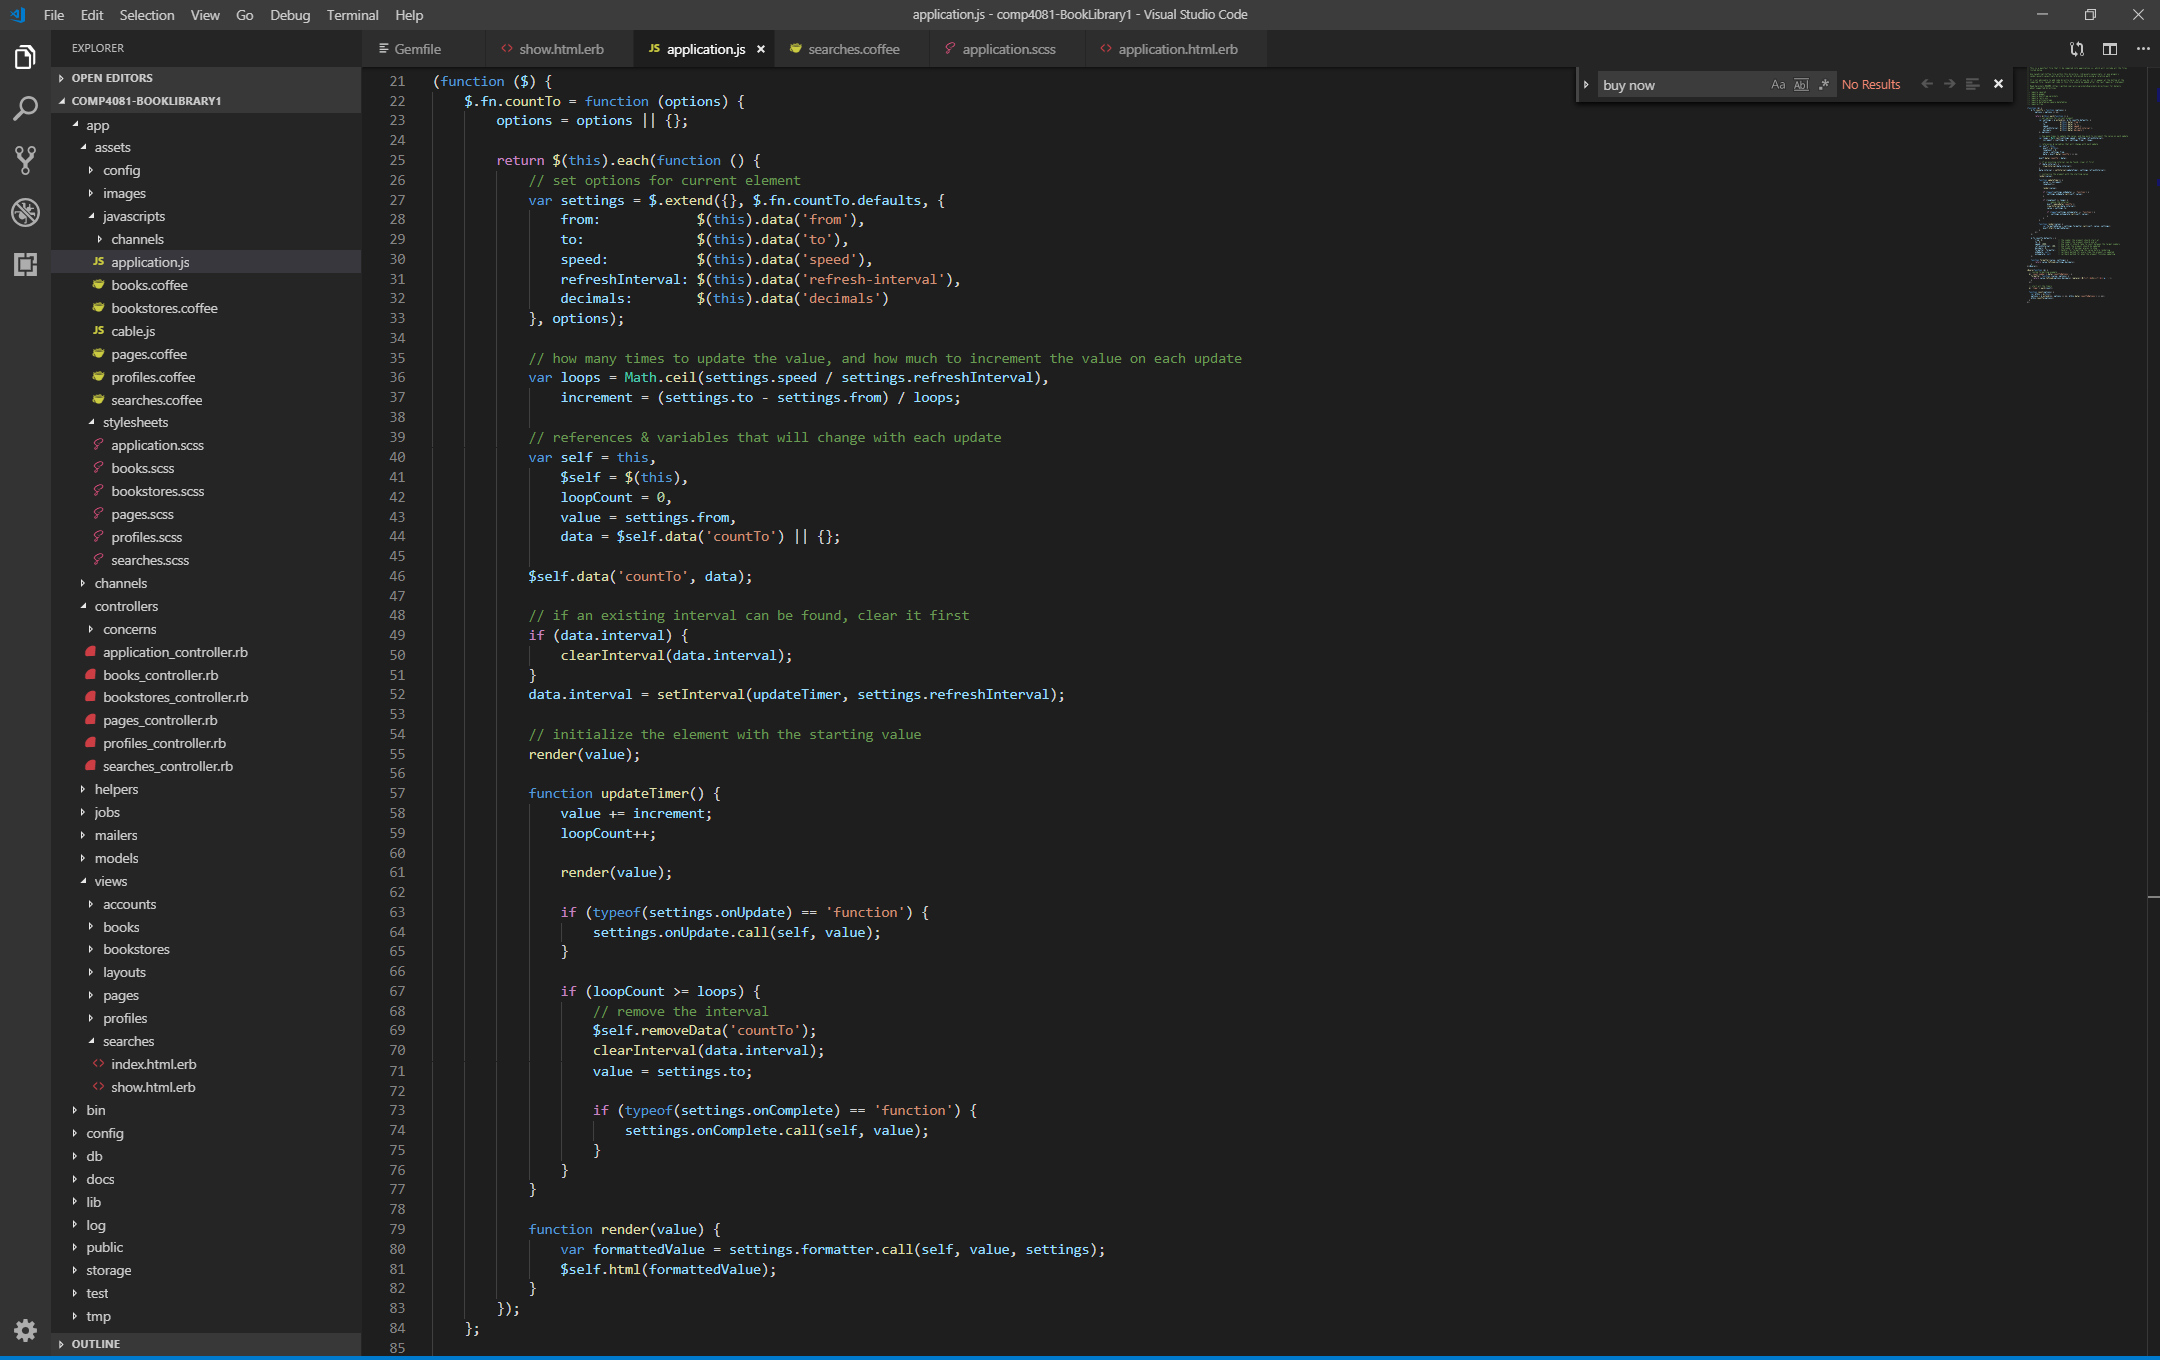 File Edit Selection View Go Debug Terminal Help
application.js - comp4081-BookLibrary1 - Visual Studio Code
EXPLORER
OPEN EDITORS
COMP4081-BOOKLIBRARY1
app
assets
config
images
javascripts
channels
JS application.js
books.coffee
bookstores.coffee
JS cable.js
pages.coffee
profiles.coffee
searches.coffee
stylesheets
application.scss
books.scss
bookstores.scss
pages.scss
profiles.scss
searches.scss
channels
controllers
concerns
application_controller.rb
books_controller.rb
bookstores_controller.rb
pages_controller.rb
profiles_controller.rb
searches_controller.rb
helpers
jobs
mailers
models
views
accounts
books
bookstores
layouts
pages
profiles
searches
<> index.html.erb
<> show.html.erb
bin
config
db
docs
lib
log
public
storage
test
tmp
OUTLINE
Gemfile <> show.html.erb JS application.js × searches.coffee application.scss <> application.html.erb
buy now Aa Abl .* No Results
21 (function ($) {
22 $.fn.countTo = function (options) {
23 options = options || {};
24
25 return $(this).each(function () {
26 // set options for current element
27 var settings = $.extend({}, $.fn.countTo.defaults, {
28 from: $(this).data('from'),
29 to: $(this).data('to'),
30 speed: $(this).data('speed'),
31 refreshInterval: $(this).data('refresh-interval'),
32 decimals: $(this).data('decimals')
33 }, options);
34
35 // how many times to update the value, and how much to increment the value on each update
36 var loops = Math.ceil(settings.speed / settings.refreshInterval),
37 increment = (settings.to - settings.from) / loops;
38
39 // references & variables that will change with each update
40 var self = this,
41 $self = $(this),
42 loopCount = 0,
43 value = settings.from,
44 data = $self.data('countTo') || {};
45
46 $self.data('countTo', data);
47
48 // if an existing interval can be found, clear it first
49 if (data.interval) {
50 clearInterval(data.interval);
51 }
52 data.interval = setInterval(updateTimer, settings.refreshInterval);
53
54 // initialize the element with the starting value
55 render(value);
56
57 function updateTimer() {
58 value += increment;
59 loopCount++;
60
61 render(value);
62
63 if (typeof(settings.onUpdate) == 'function') {
64 settings.onUpdate.call(self, value);
65 }
66
67 if (loopCount >= loops) {
68 // remove the interval
69 $self.removeData('countTo');
70 clearInterval(data.interval);
71 value = settings.to;
72
73 if (typeof(settings.onComplete) == 'function') {
74 settings.onComplete.call(self, value);
75 }
76 }
77 }
78
79 function render(value) {
80 var formattedValue = settings.formatter.call(self, value, settings);
81 $self.html(formattedValue);
82 }
83 });
84 };
85